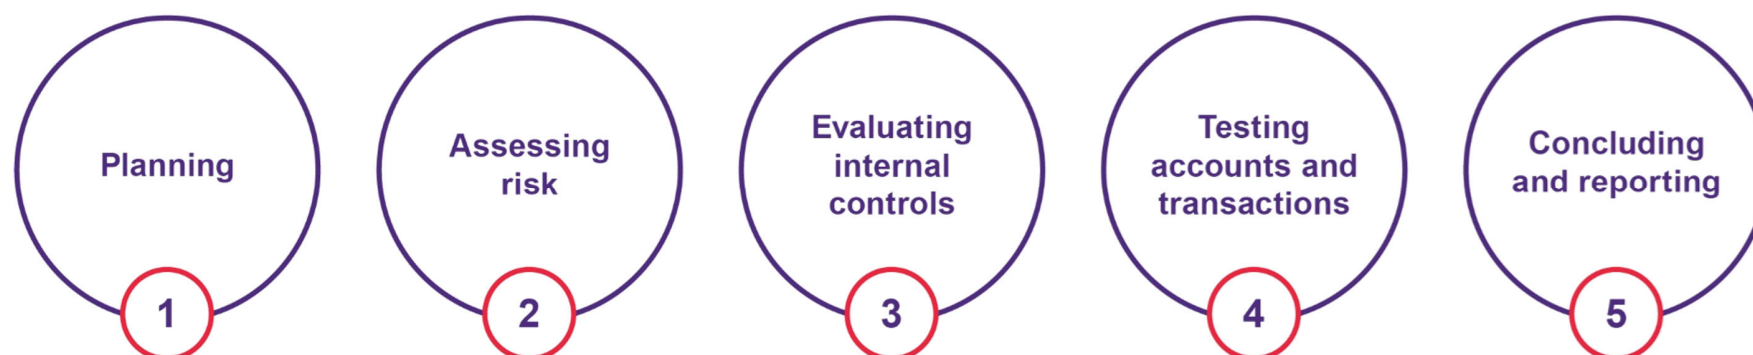 Planning
1
Assessing
risk
2
Evaluating
internal
controls
3
Testing
accounts and
transactions
4
Concluding
and reporting
5